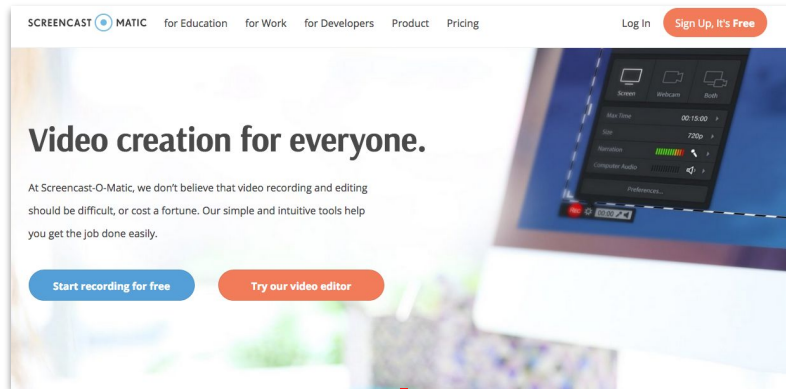 SCREENCAST O MATIC for Education for Work for Developers Product Pricing Log In Sign Up, It's Free
Video creation for everyone.
At Screencast-O-Matic, we don't believe that video recording and editing
should be difficult, or cost a fortune. Our simple and intuitive tools help
you get the job done easily.
Start recording for free Try our video editor
Screen Webcam Both
Max Time 00:15:00
Size 720p
Narration
Computer Audio
Preferences...
00:00